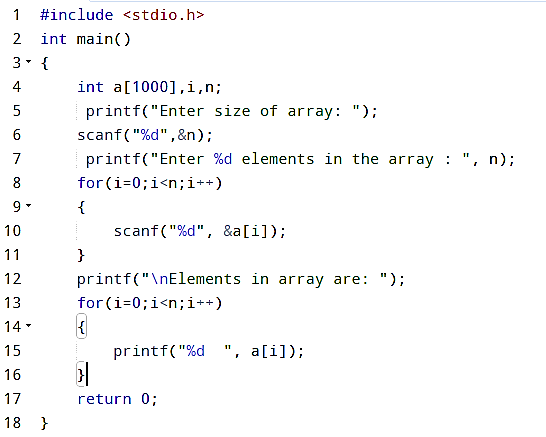 1 #include <stdio.h>
2 int main()
3 {
4 int a[1000],i,n;
5 printf("Enter size of array: ");
6 scanf("%d",&n);
7 printf("Enter %d elements in the array : ", n);
8 for(i=0;i<n;i++)
9 {
10 scanf("%d", &a[i]);
11 }
12 printf("\nElements in array are: ");
13 for(i=0;i<n;i++)
14 {
15 printf("%d  ", a[i]);
16 }
17 return 0;
18 }